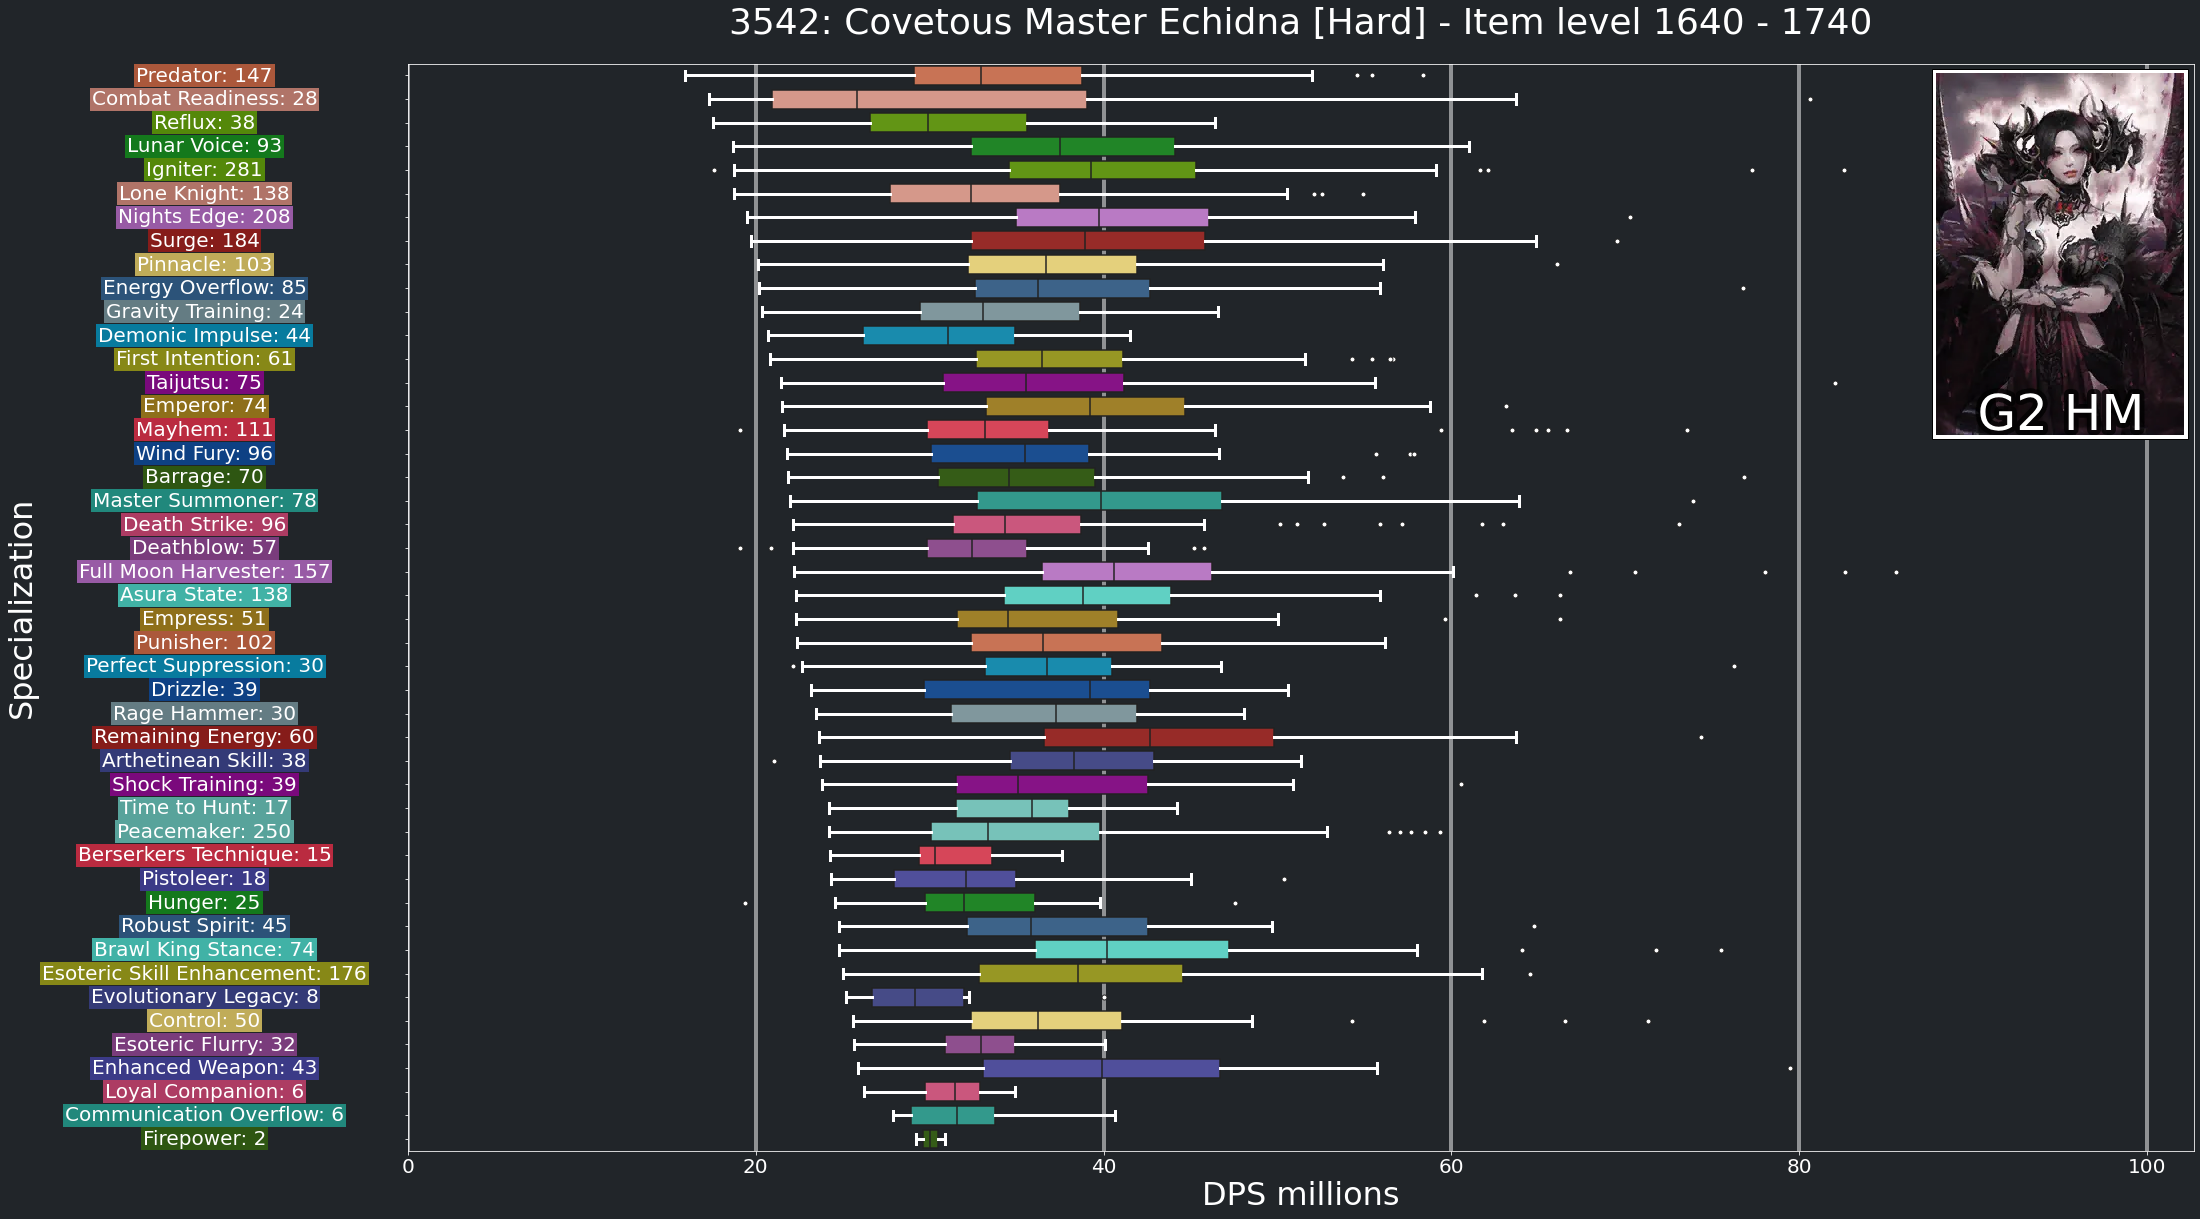 3542: Covetous Master Echidna [Hard] - Item level 1640 - 1740
Specialization
Predator: 147
Combat Readiness: 28
Reflux: 38
Lunar Voice: 93
Igniter: 281
Lone Knight: 138
Nights Edge: 208
Surge: 184
Pinnacle: 103
Energy Overflow: 85
Gravity Training: 24
Demonic Impulse: 44
First Intention: 61
Taijutsu: 75
Emperor: 74
Mayhem: 111
Wind Fury: 96
Barrage: 70
Master Summoner: 78
Death Strike: 96
Deathblow: 57
Full Moon Harvester: 157
Asura State: 138
Empress: 51
Punisher: 102
Perfect Suppression: 30
Drizzle: 39
Rage Hammer: 30
Remaining Energy: 60
Arthetinean Skill: 38
Shock Training: 39
Time to Hunt: 17
Peacemaker: 250
Berserkers Technique: 15
Pistoleer: 18
Hunger: 25
Robust Spirit: 45
Brawl King Stance: 74
Esoteric Skill Enhancement: 176
Evolutionary Legacy: 8
Control: 50
Esoteric Flurry: 32
Enhanced Weapon: 43
Loyal Companion: 6
Communication Overflow: 6
Firepower: 2
G2 HM
0 20 40 60 80 100
DPS millions